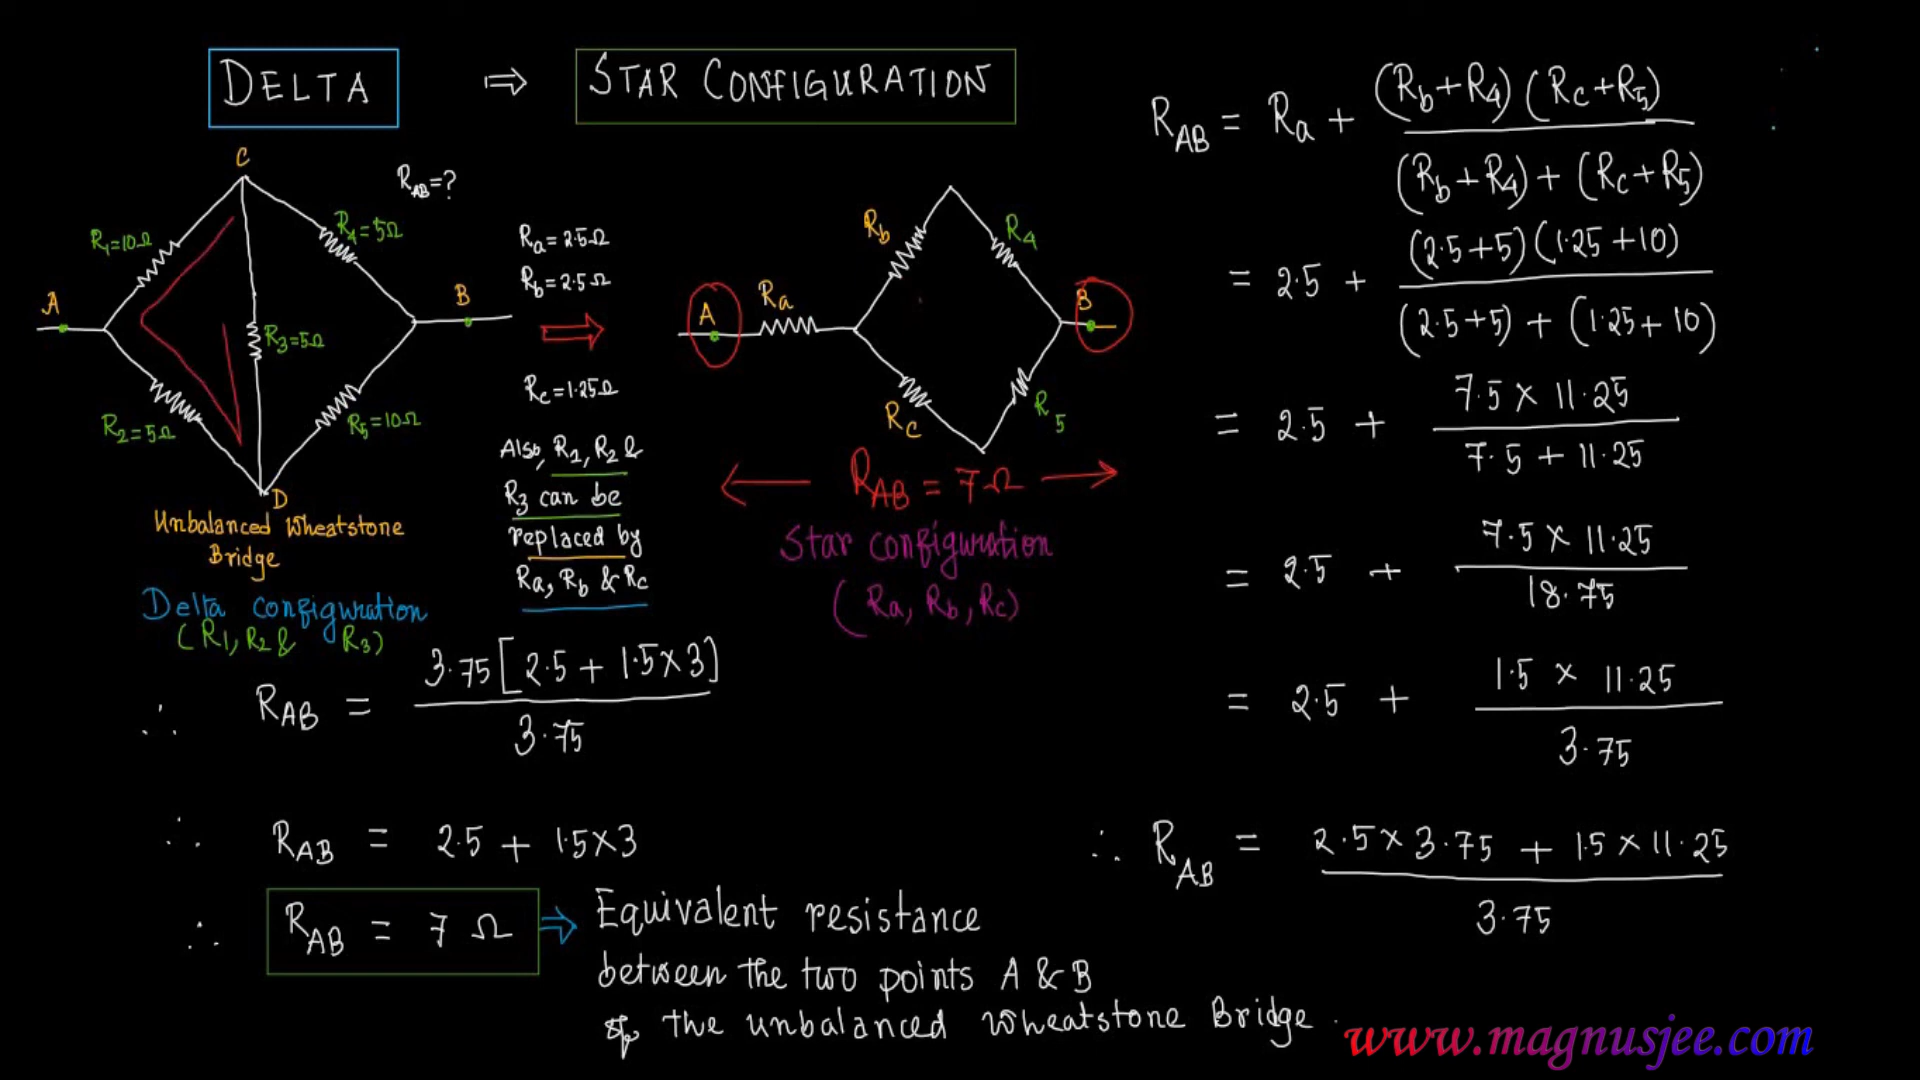 DELTA ⇒ STAR CONFIGURATION
C
R_AB = ?
R1=10Ω
R4=5Ω
A
B
R3=5Ω
R2=5Ω
R5=10Ω
D
Unbalanced Wheatstone
Bridge
Delta configuration
(R1, R2 & R3)
Ra = 2.5Ω
Rb = 2.5Ω
⇒
Rc = 1.25Ω
Also, R1, R2 &
R3 can be
replaced by
Ra, Rb & Rc
Rb
R4
A
Ra
B
Rc
R5
← R_AB = 7Ω →
Star configuration
(Ra, Rb, Rc)
R_AB = Ra + (Rb+R4)(Rc+R5)
(Rb+R4)+(Rc+R5)
= 2.5 + (2.5+5)(1.25+10)
(2.5+5) + (1.25+10)
= 2.5 + 7.5 × 11.25
7.5 + 11.25
= 2.5 + 7.5 × 11.25
18.75
= 2.5 + 1.5 × 11.25
3.75
∴ R_AB = 2.5 × 3.75 + 1.5 × 11.25
3.75
∴ R_AB = 3.75[2.5 + 1.5×3]
3.75
∴ R_AB = 2.5 + 1.5×3
∴ R_AB = 7 Ω ⇒ Equivalent resistance
between the two points A & B
of the unbalanced Wheatstone Bridge.
www.magnusjee.com